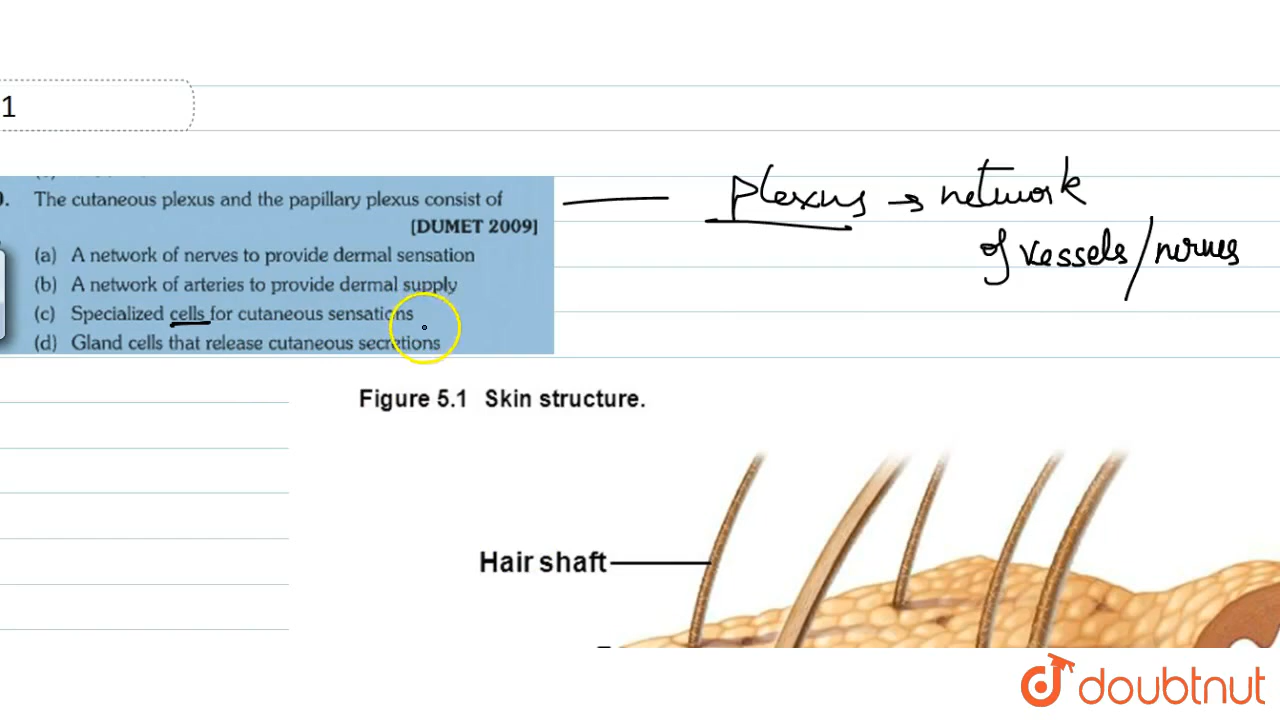 1
The cutaneous plexus and the papillary plexus consist of
[DUMET 2009]
(a) A network of nerves to provide dermal sensation
(b) A network of arteries to provide dermal supply
(c) Specialized cells for cutaneous sensations
(d) Gland cells that release cutaneous secretions
plexus → network
of vessels/nerves
Figure 5.1 Skin structure.
Hair shaft
doubtnut